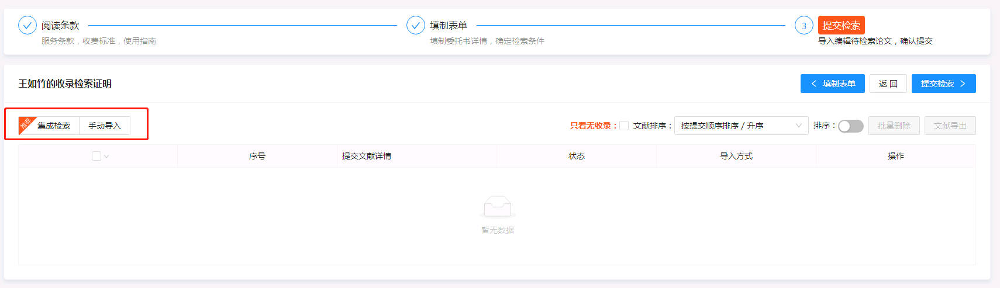 阅读条款
服务条款，收费标准，使用指南
填制表单
填制委托书详情，确定检索条件
3
提交检索
导入编辑待检索论文，确认提交
王如竹的收录检索证明
填制表单
返 回
提交检索
推荐
集成检索
手动导入
只看无收录：
文献排序：
按提交顺序排序 / 升序
排序：
批量删除
文献导出
序号
提交文献详情
状态
导入方式
操作
暂无数据